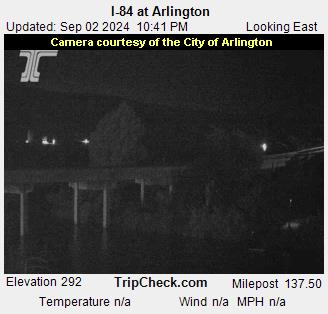 I-84 at Arlington
Updated: Sep 02 2024 10:41 PM Looking East
Camera courtesy of the City of Arlington
Elevation 292 TripCheck.com Milepost 137.50
Temperature n/a Wind n/a MPH n/a